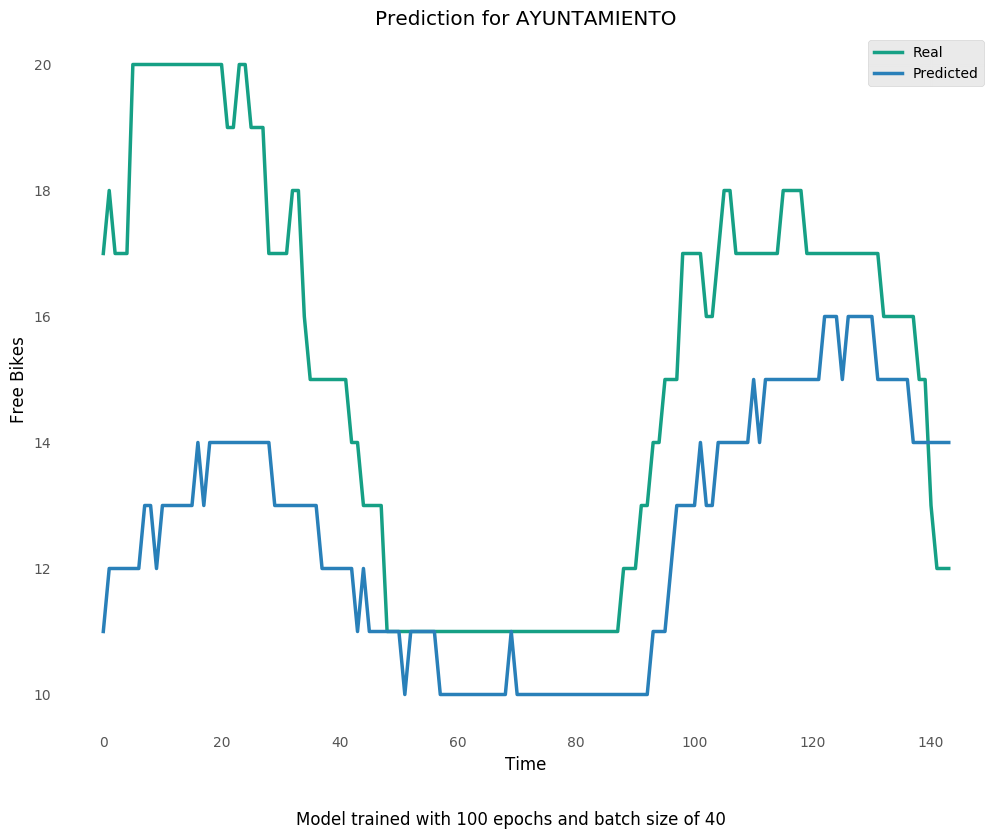 Prediction for AYUNTAMIENTO
Real
Predicted
Free Bikes
20
18
16
14
12
10
0 20 40 60 80 100 120 140
Time
Model trained with 100 epochs and batch size of 40